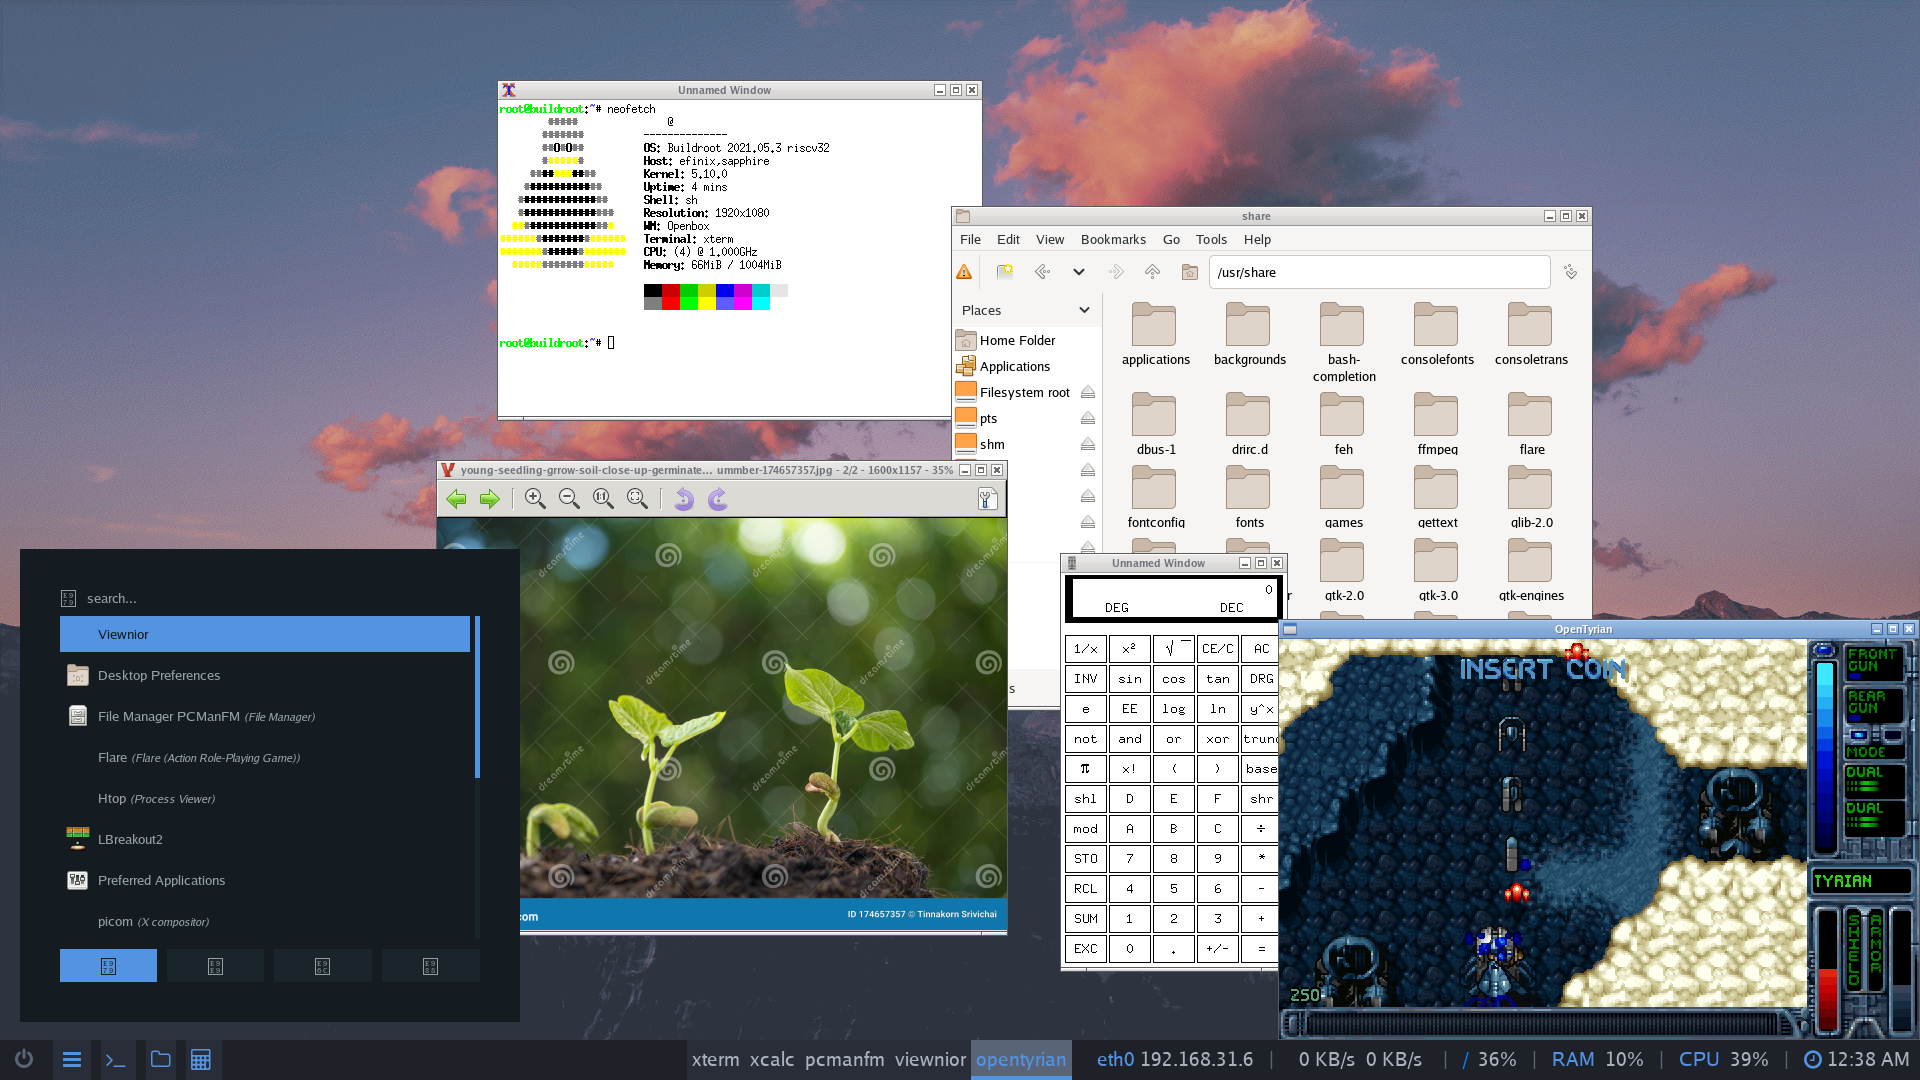 Unnamed Window
root@buildroot:~# neofetch
@
--------------
OS: Buildroot 2021.05.3 riscv32
Host: efinix,sapphire
Kernel: 5.10.0
Uptime: 4 mins
Shell: sh
Resolution: 1920x1080
WM: Openbox
Terminal: xterm
CPU: (4) @ 1.000GHz
Memory: 66MiB / 1004MiB
root@buildroot:~#
share
File Edit View Bookmarks Go Tools Help
/usr/share
Places
Home Folder
Applications
Filesystem root
pts
shm
applications backgrounds bash-completion consolefonts consoletrans
dbus-1 drirc.d feh ffmpeg flare
fontconfig fonts games gettext glib-2.0
gtk-2.0 gtk-3.0 gtk-engines
young-seedling-grrow-soil-close-up-germinate... ummber-174657357.jpg - 2/2 - 1600x1157 - 35%
1:1
dreamstime
com
ID 174657357 © Tinnakorn Srivichai
search...
Viewnior
Desktop Preferences
File Manager PCManFM (File Manager)
Flare (Flare (Action Role-Playing Game))
Htop (Process Viewer)
LBreakout2
Preferred Applications
picom (X compositor)
Unnamed Window
0
DEG DEC
1/x x² √ CE/C AC
INV sin cos tan DRG
e EE log ln y^x
not and or xor trunc
π x! ( ) base
shl D E F shr
mod A B C ÷
STO 7 8 9 *
RCL 4 5 6 -
SUM 1 2 3 +
EXC 0 . +/- =
OpenTyrian
INSERT COIN
FRONT GUN
REAR GUN
MODE
DUAL
DUAL
TYRIAN
SHIELD
ARMOR
250
xterm xcalc pcmanfm viewnior opentyrian eth0 192.168.31.6 | 0 KB/s 0 KB/s | / 36% | RAM 10% | CPU 39% | 12:38 AM